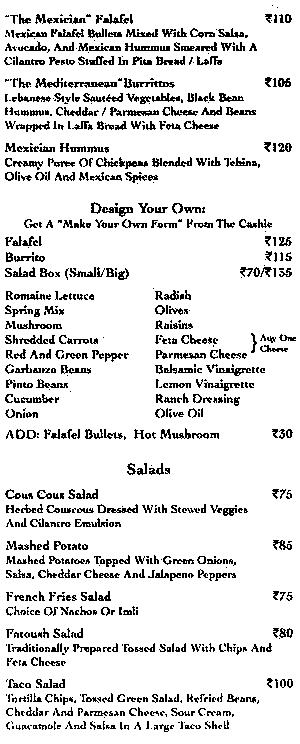 "The Mexician" Falafel ₹110
Mexican Falafel Bullets Mixed With Corn Salsa,
Avocado, And Mexican Hummus Smeared With A
Cilantro Pesto Stuffed In Pita Bread / Laffa
"The Mediterranean"Burrittos ₹105
Lebanese Style Sautéed Vegetables, Black Bean
Hummus, Cheddar / Parmesan Cheese And Beans
Wrapped In Laffa Bread With Feta Cheese
Mexician Hummus ₹120
Creamy Puree Of Chickpeas Blended With Tehina,
Olive Oil And Mexican Spices
Design Your Own:
Get A "Make Your Own Form" From The Cashie
Falafel ₹125
Burrito ₹115
Salad Box (Small/Big) ₹70/₹135
Romaine Lettuce Radish
Spring Mix Olives
Mushroom Raisins
Shredded Carrots Feta Cheese } Any One
Red And Green Pepper Parmesan Cheese Cheese
Garbanzo Beans Balsamic Vinaigrette
Pinto Beans Lemon Vinaigrette
Cucumber Ranch Dressing
Onion Olive Oil
ADD: Falafel Bullets, Hot Mushroom ₹30
Salads
Cous Cous Salad ₹75
Herbed Couscous Dressed With Stewed Veggies
And Cilantro Emulsion
Mashed Potato ₹85
Mashed Potatoes Topped With Green Onions,
Salsa, Cheddar Cheese And Jalapeno Peppers
French Fries Salad ₹75
Choice Of Nachos Or Imli
Fatoush Salad ₹80
Traditionally Prepared Tossed Salad With Chips And
Feta Cheese
Taco Salad ₹100
Tortilla Chips, Tossed Green Salad, Refried Beans,
Cheddar And Parmesan Cheese, Sour Cream,
Guacamole And Salsa In A Large Taco Shell